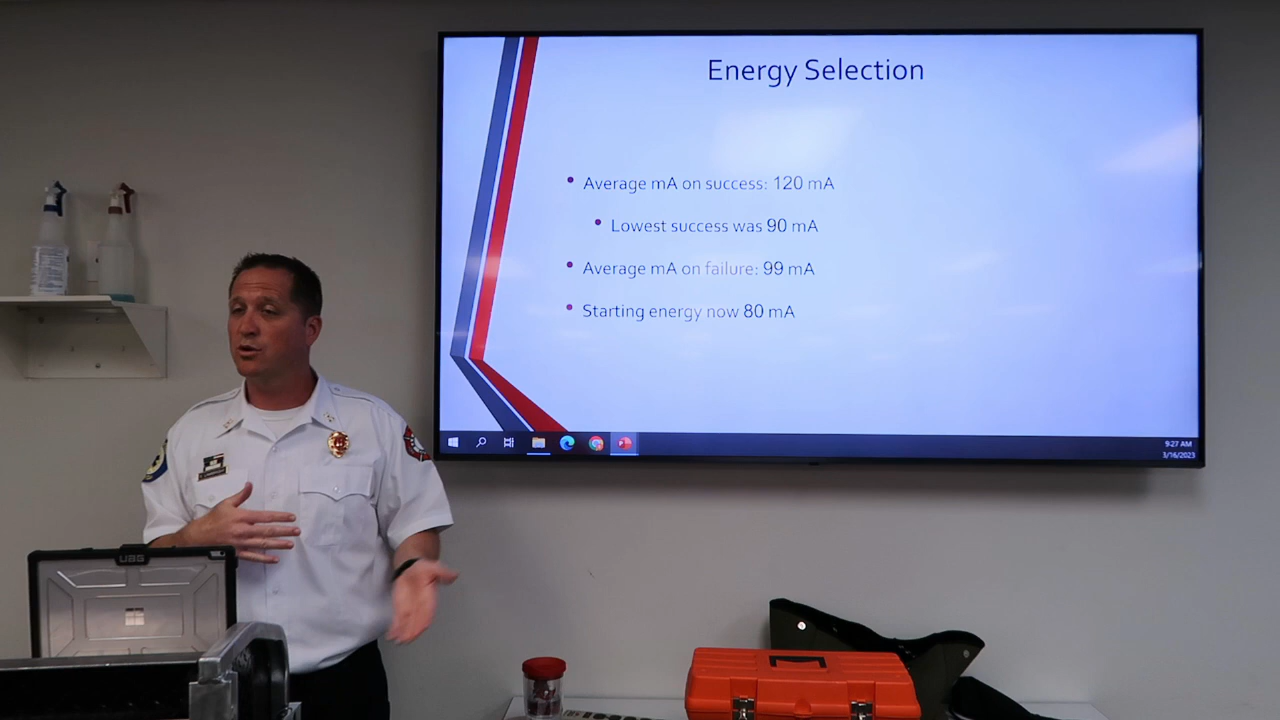 Energy Selection
Average mA on success: 120 mA
Lowest success was 90 mA
Average mA on failure: 99 mA
Starting energy now 80 mA
9:27 AM
3/16/2023
UAG